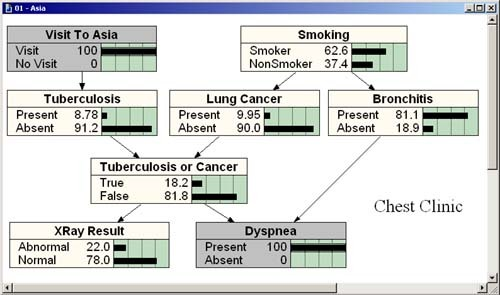 01 - Asia
Visit To Asia
Visit 100
No Visit 0
Smoking
Smoker 62.6
NonSmoker 37.4
Tuberculosis
Present 8.78
Absent 91.2
Lung Cancer
Present 9.95
Absent 90.0
Bronchitis
Present 81.1
Absent 18.9
Tuberculosis or Cancer
True 18.2
False 81.8
Chest Clinic
XRay Result
Abnormal 22.0
Normal 78.0
Dyspnea
Present 100
Absent 0